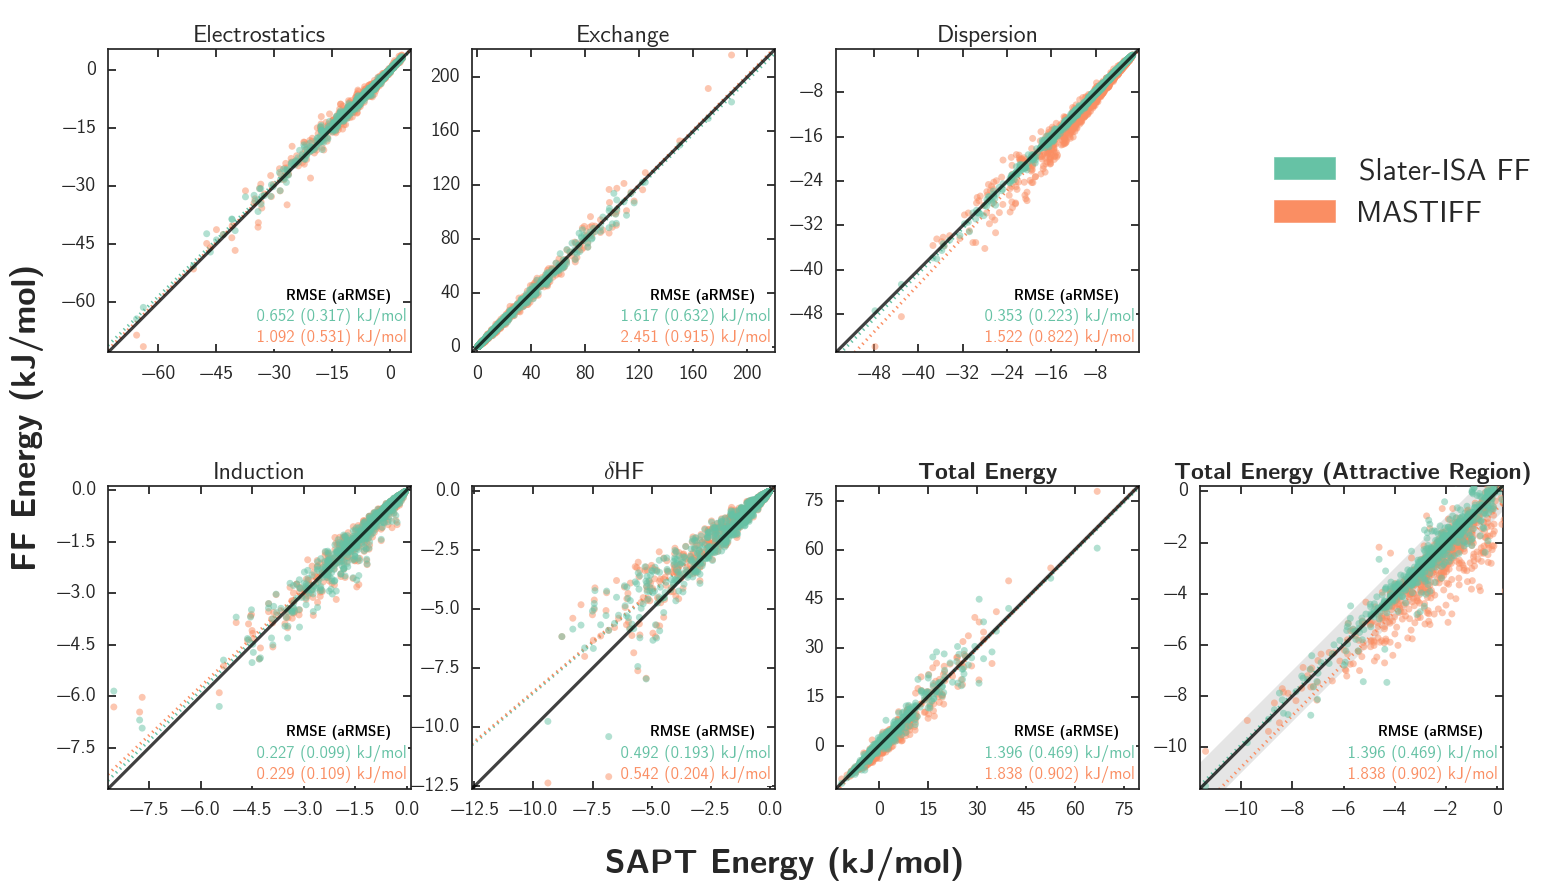 Electrostatics
0
−15
−30
−45
−60
−60 −45 −30 −15 0
RMSE (aRMSE)
0.652 (0.317) kJ/mol
1.092 (0.531) kJ/mol
Exchange
200
160
120
80
40
0
0 40 80 120 160 200
RMSE (aRMSE)
1.617 (0.632) kJ/mol
2.451 (0.915) kJ/mol
Dispersion
−8
−16
−24
−32
−40
−48
−48 −40 −32 −24 −16 −8
RMSE (aRMSE)
0.353 (0.223) kJ/mol
1.522 (0.822) kJ/mol
Slater-ISA FF
MASTIFF
FF Energy (kJ/mol)
Induction
0.0
−1.5
−3.0
−4.5
−6.0
−7.5
−7.5 −6.0 −4.5 −3.0 −1.5 0.0
RMSE (aRMSE)
0.227 (0.099) kJ/mol
0.229 (0.109) kJ/mol
δHF
0.0
−2.5
−5.0
−7.5
−10.0
−12.5
−12.5 −10.0 −7.5 −5.0 −2.5 0.0
RMSE (aRMSE)
0.492 (0.193) kJ/mol
0.542 (0.204) kJ/mol
Total Energy
75
60
45
30
15
0
0 15 30 45 60 75
RMSE (aRMSE)
1.396 (0.469) kJ/mol
1.838 (0.902) kJ/mol
Total Energy (Attractive Region)
0
−2
−4
−6
−8
−10
−10 −8 −6 −4 −2 0
RMSE (aRMSE)
1.396 (0.469) kJ/mol
1.838 (0.902) kJ/mol
SAPT Energy (kJ/mol)